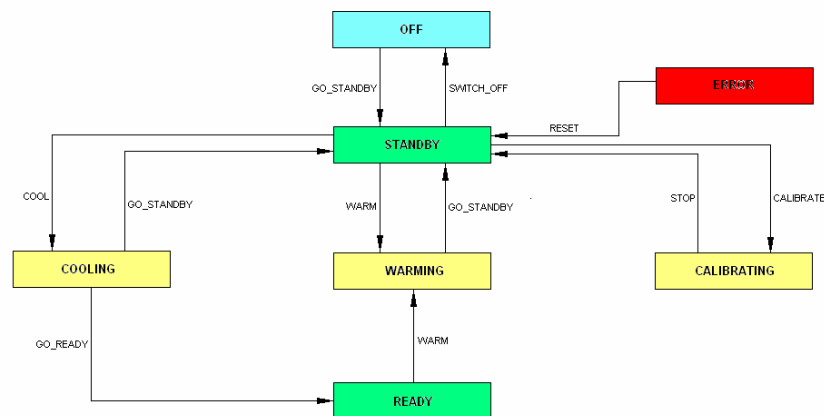 OFF
GO_STANDBY
SWITCH_OFF
ERROR
RESET
STANDBY
COOL
GO_STANDBY
WARM
GO_STANDBY
STOP
CALIBRATE
COOLING
WARMING
CALIBRATING
GO_READY
WARM
READY